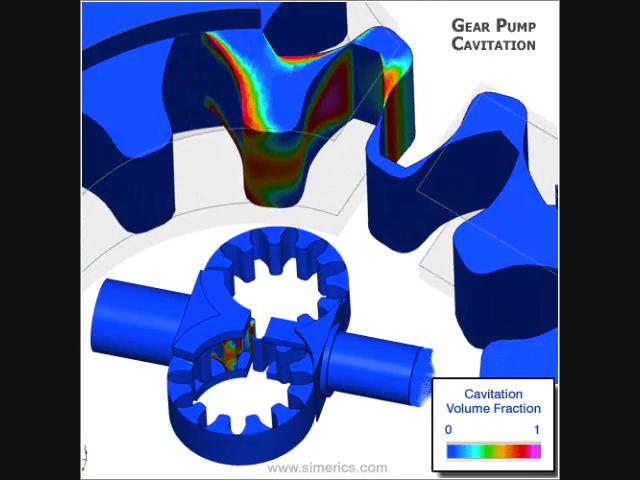 GEAR PUMP
CAVITATION
Cavitation
Volume Fraction
0 1
www.simerics.com